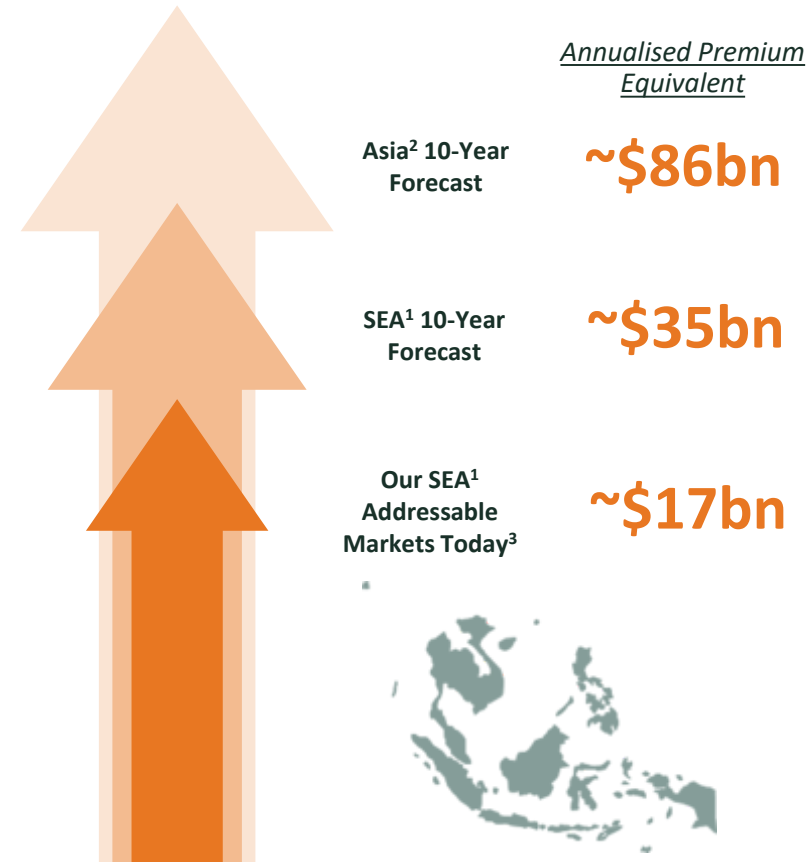 Annualised Premium
Equivalent
Asia² 10-Year
Forecast
~$86bn
SEA¹ 10-Year
Forecast
~$35bn
Our SEA¹
Addressable
Markets Today³
~$17bn